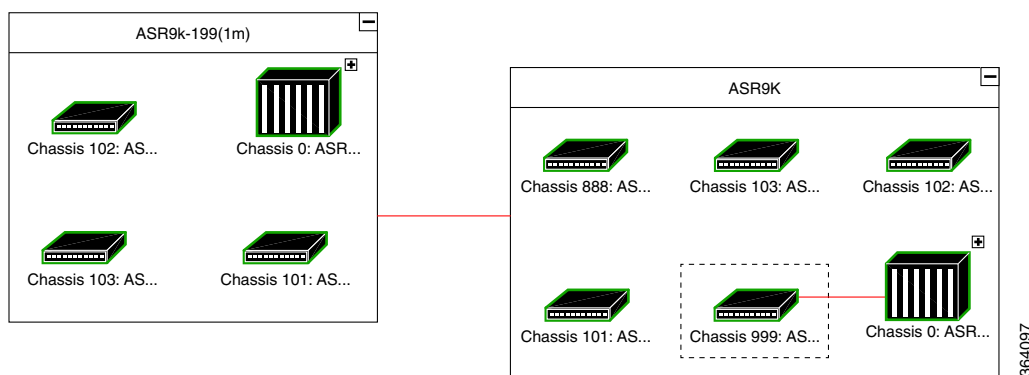 ASR9k-199(1m)
Chassis 102: AS...
Chassis 0: ASR...
Chassis 103: AS...
Chassis 101: AS...
ASR9K
Chassis 888: AS...
Chassis 103: AS...
Chassis 102: AS...
Chassis 101: AS...
Chassis 999: AS...
Chassis 0: ASR...
364097